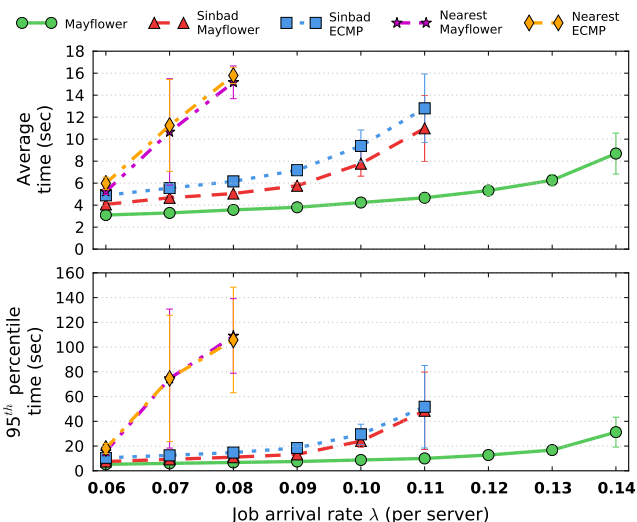 Mayflower
Sinbad
Mayflower
Sinbad
ECMP
Nearest
Mayflower
Nearest
ECMP
18
16
14
12
10
8
6
4
2
0
Average
time (sec)
160
140
120
100
80
60
40
20
0
95th percentile
time (sec)
0.06 0.07 0.08 0.09 0.10 0.11 0.12 0.13 0.14
Job arrival rate λ (per server)